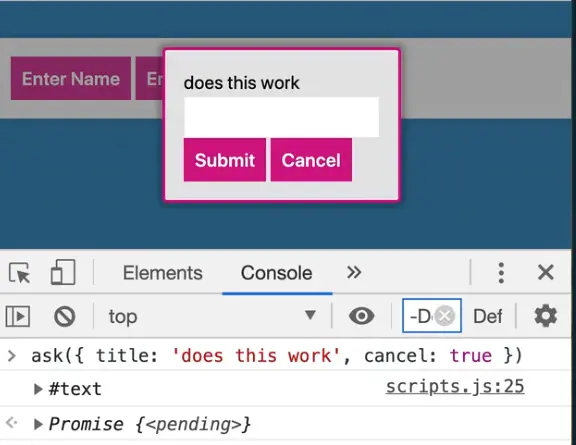 Enter Name
does this work
Submit Cancel
Elements Console »
top -D Def
> ask({ title: 'does this work', cancel: true })
▶#text scripts.js:25
▶Promise {<pending>}